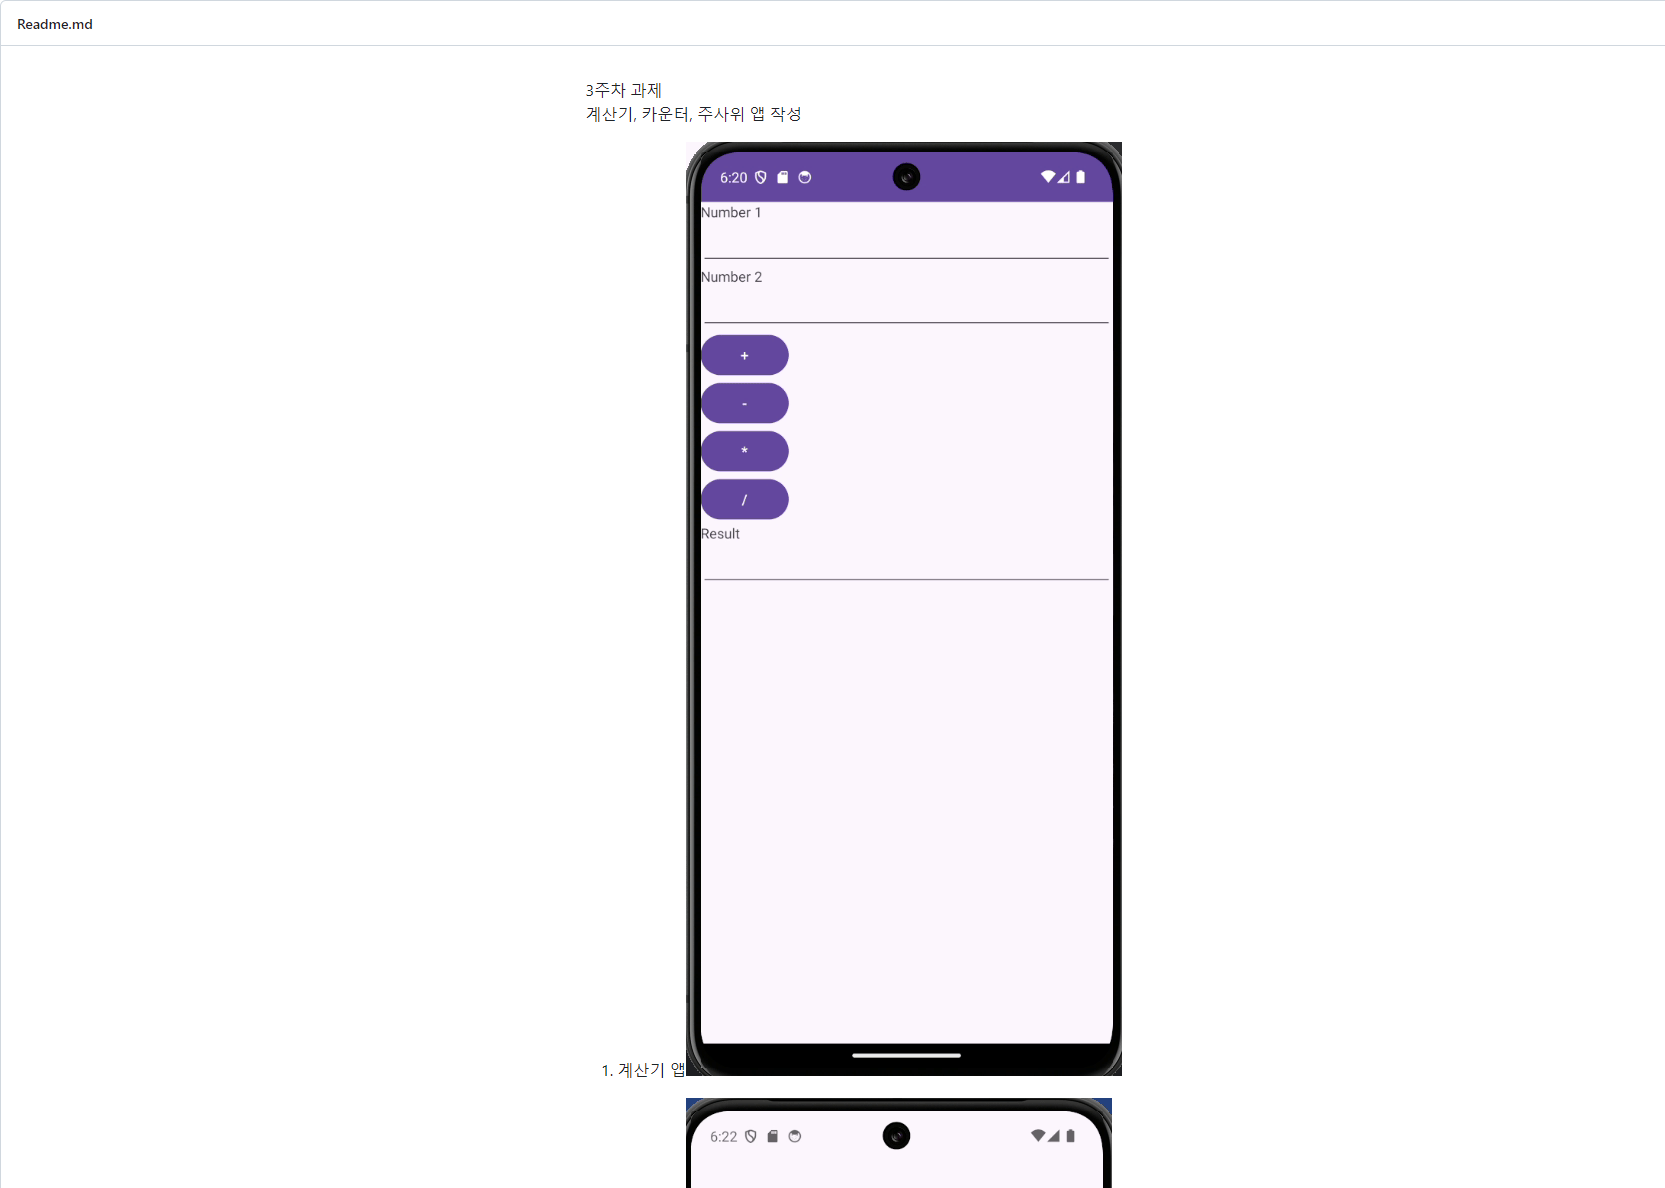 Readme.md
3주차 과제
계산기, 카운터, 주사위 앱 작성
6:20
Number 1
Number 2
+
-
*
/
Result
1. 계산기 앱
6:22